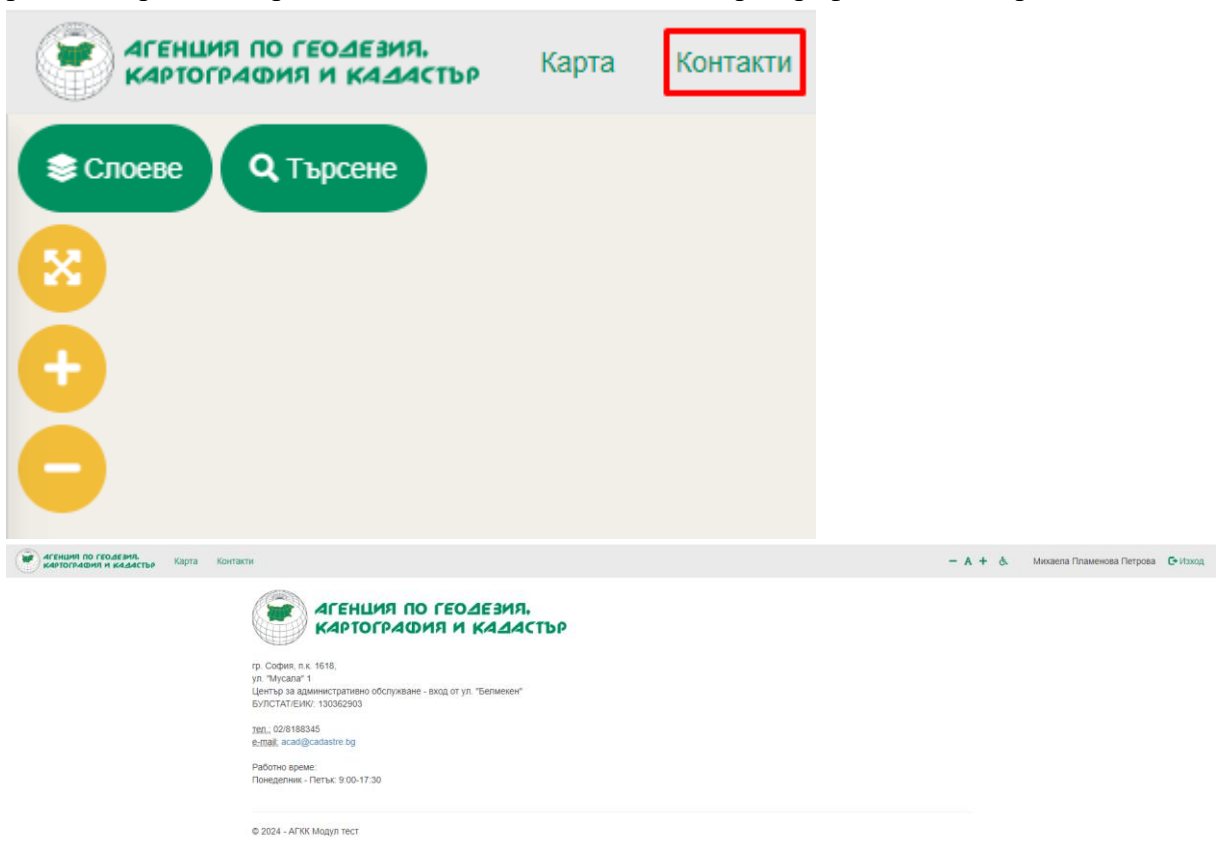 АГЕНЦИЯ ПО ГЕОДЕЗИЯ,
КАРТОГРАФИЯ И КАДАСТЪР
Карта
Контакти
Слоеве
Търсене
АГЕНЦИЯ ПО ГЕОДЕЗИЯ,
КАРТОГРАФИЯ И КАДАСТЪР
Карта
Контакти
− A +
Михаела Пламенова Петрова
Изход
АГЕНЦИЯ ПО ГЕОДЕЗИЯ,
КАРТОГРАФИЯ И КАДАСТЪР
гр. София, п.к. 1618,
ул. "Мусала" 1
Център за административно обслужване - вход от ул. "Белмекен"
БУЛСТАТ/ЕИК/: 130362903
тел.: 02/8188345
e-mail: acad@cadastre.bg
Работно време:
Понеделник - Петък: 9:00-17:30
© 2024 - АГКК Модул тест